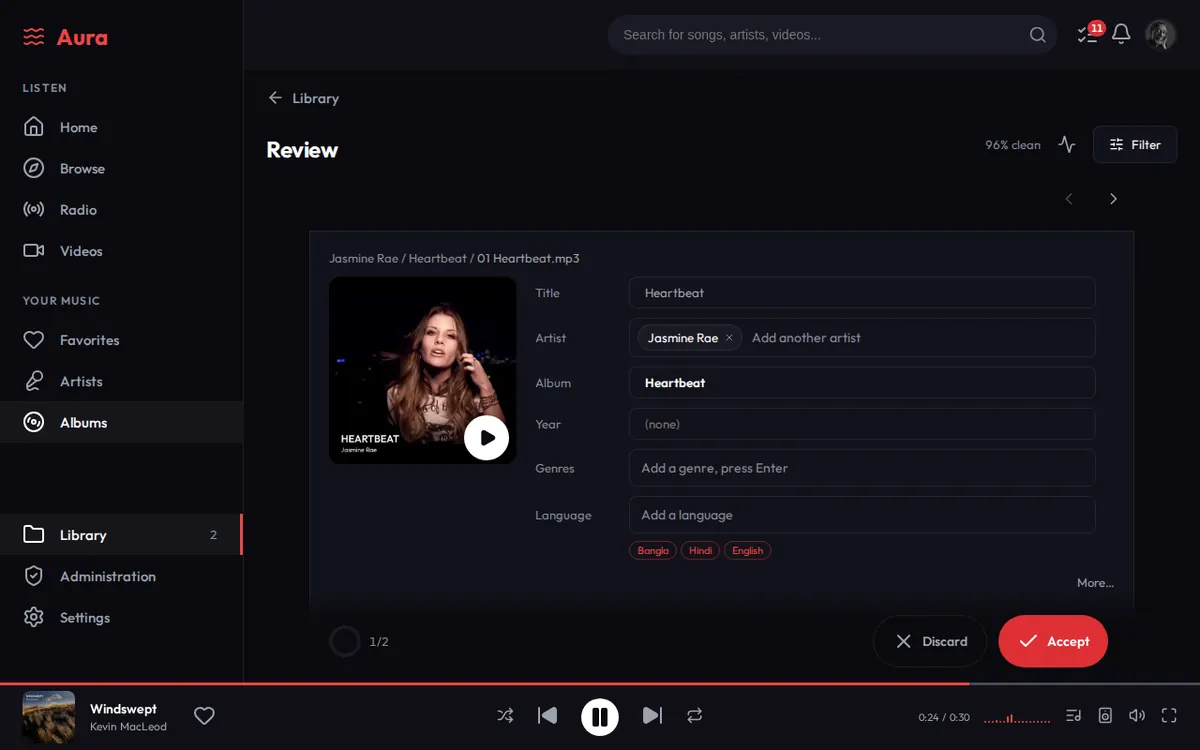 Aura
Search for songs, artists, videos...
11
LISTEN
Home
Browse
Radio
Videos
YOUR MUSIC
Favorites
Artists
Albums
Library 2
Administration
Settings
Library
Review
96% clean
Filter
Jasmine Rae / Heartbeat / 01 Heartbeat.mp3
HEARTBEAT
Jasmine Rae
Title Heartbeat
Artist Jasmine Rae × Add another artist
Album Heartbeat
Year (none)
Genres Add a genre, press Enter
Language Add a language
Bangla Hindi English
More...
1/2
Discard
Accept
WINDSWEPT
Windswept
Kevin MacLeod
0:24 / 0:30